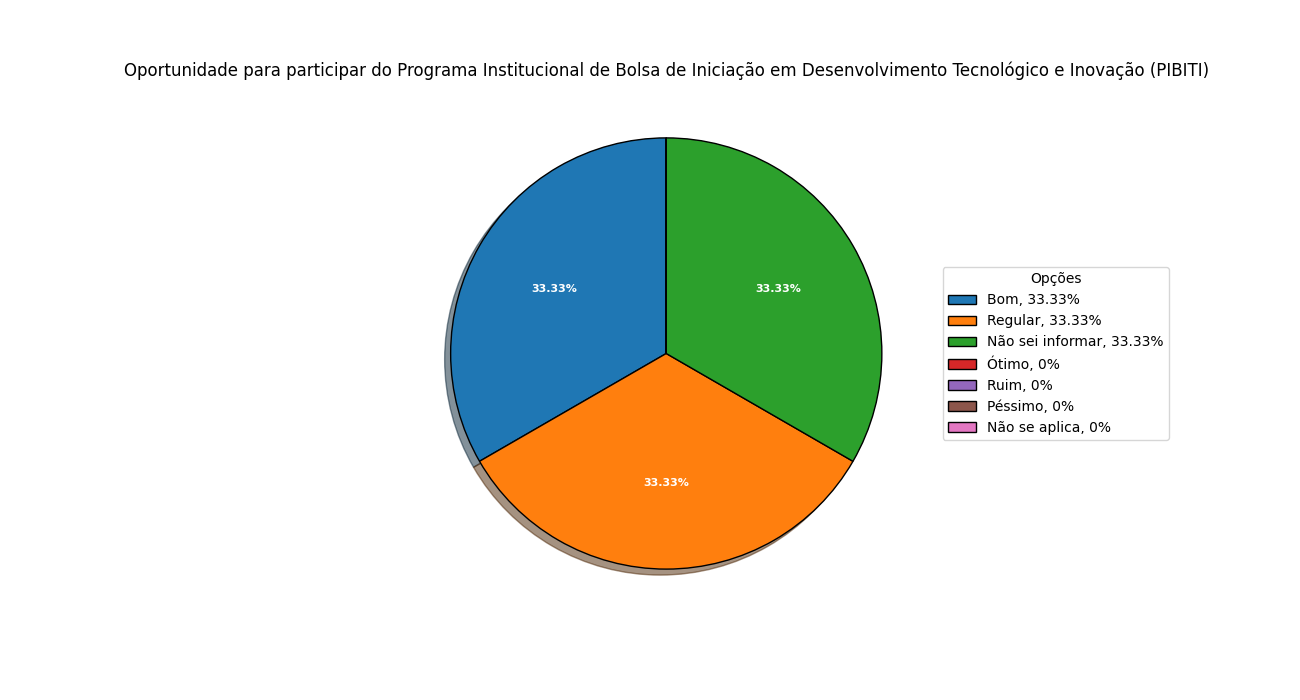 Oportunidade para participar do Programa Institucional de Bolsa de Iniciação em Desenvolvimento Tecnológico e Inovação (PIBITI)
33.33%
33.33%
33.33%
Opções
Bom, 33.33%
Regular, 33.33%
Não sei informar, 33.33%
Ótimo, 0%
Ruim, 0%
Péssimo, 0%
Não se aplica, 0%